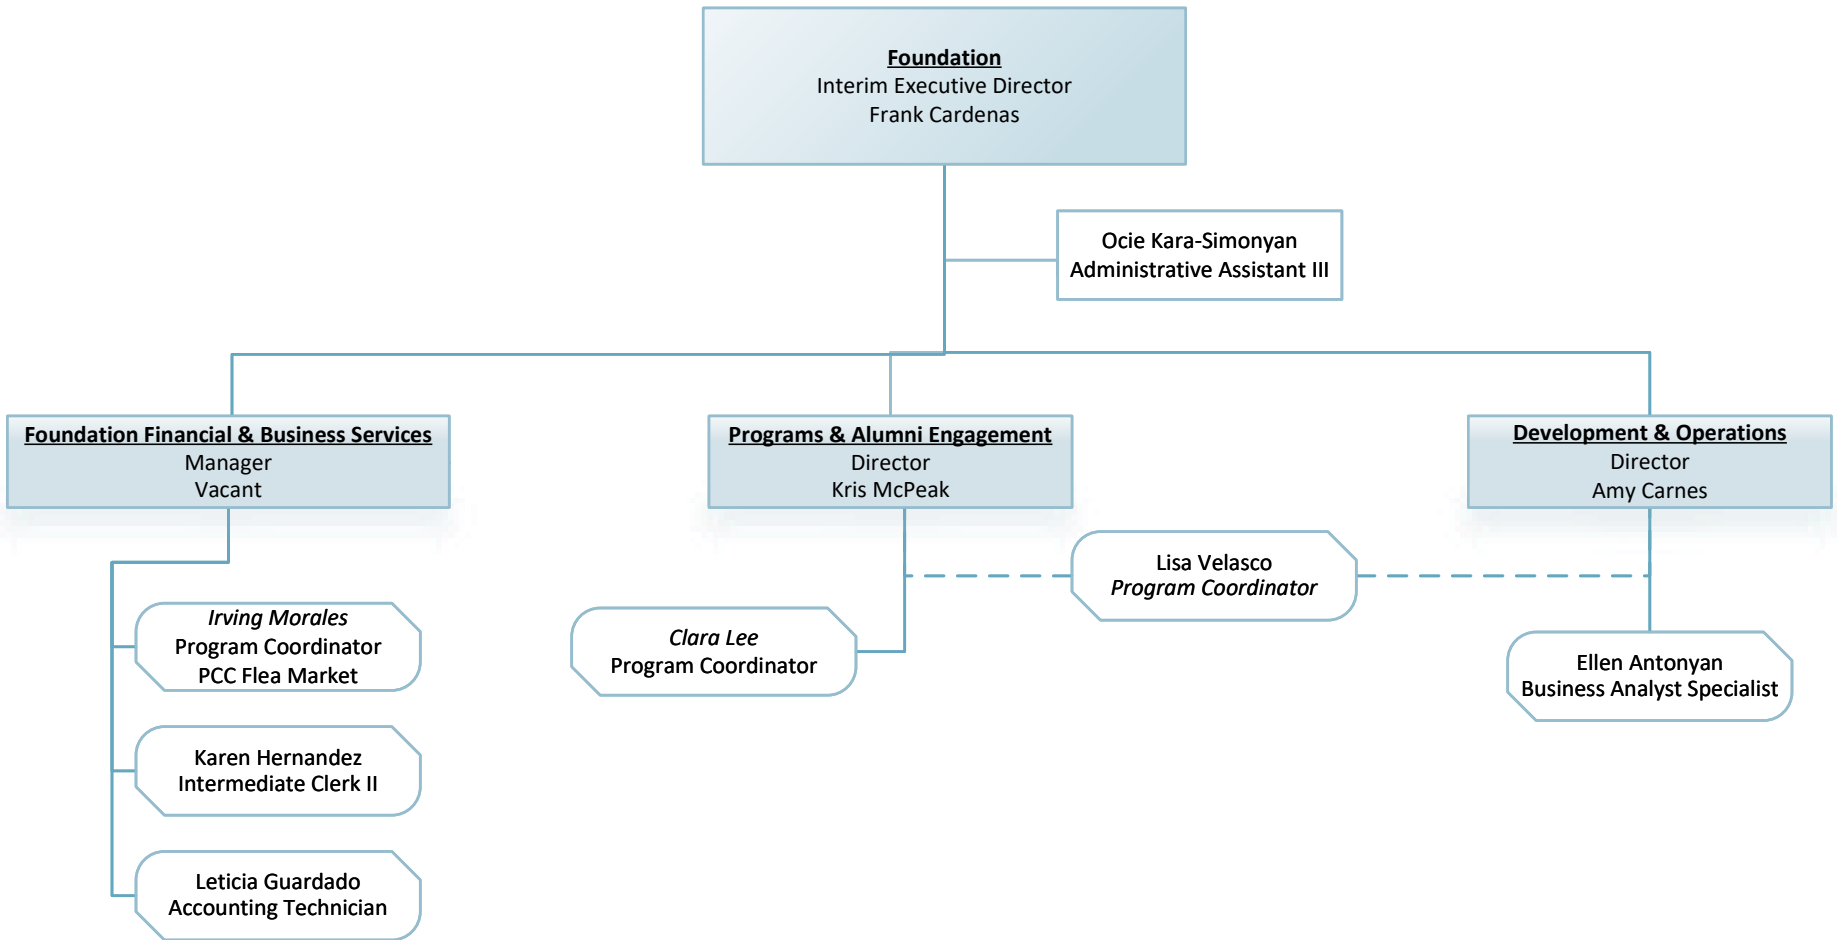 Foundation
Interim Executive Director
Frank Cardenas
Ocie Kara-Simonyan
Administrative Assistant III
Foundation Financial & Business Services
Manager
Vacant
Programs & Alumni Engagement
Director
Kris McPeak
Development & Operations
Director
Amy Carnes
Lisa Velasco
Program Coordinator
Irving Morales
Program Coordinator
PCC Flea Market
Clara Lee
Program Coordinator
Ellen Antonyan
Business Analyst Specialist
Karen Hernandez
Intermediate Clerk II
Leticia Guardado
Accounting Technician